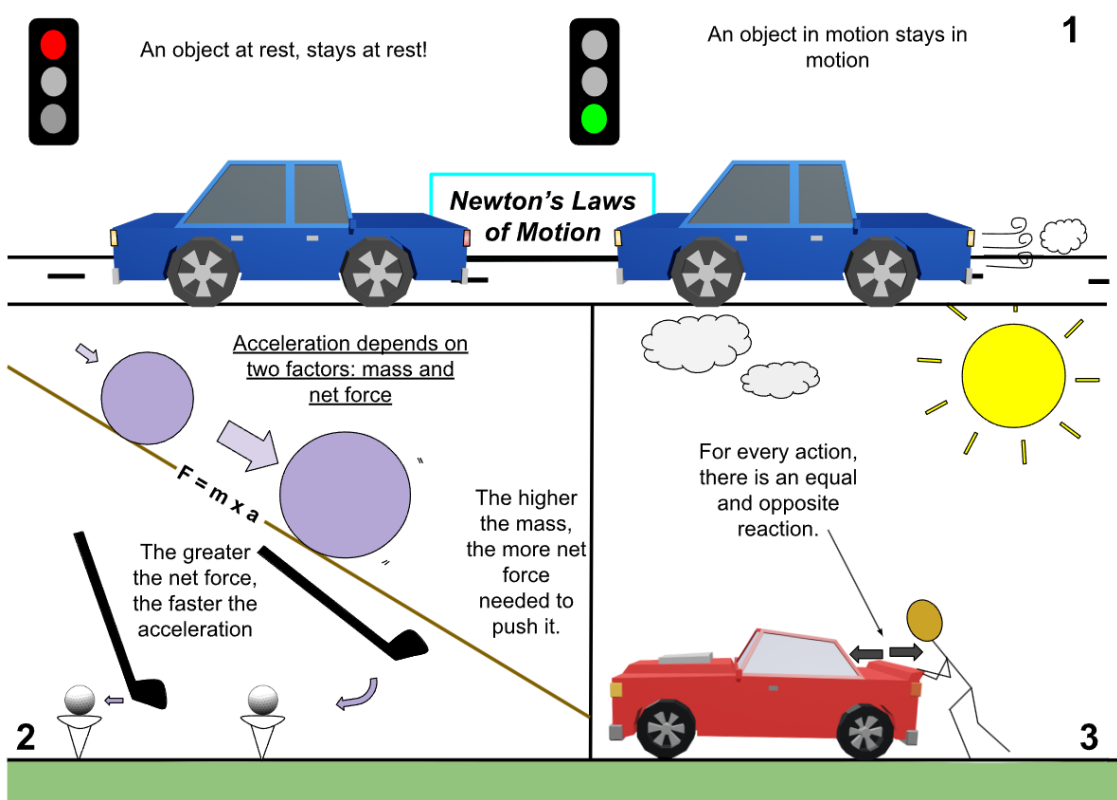 An object at rest, stays at rest!
An object in motion stays in
motion
1
Newton's Laws
of Motion
Acceleration depends on
two factors: mass and
net force
F = m x a
The higher
the mass,
the more net
force
needed to
push it.
The greater
the net force,
the faster the
acceleration
2
For every action,
there is an equal
and opposite
reaction.
3